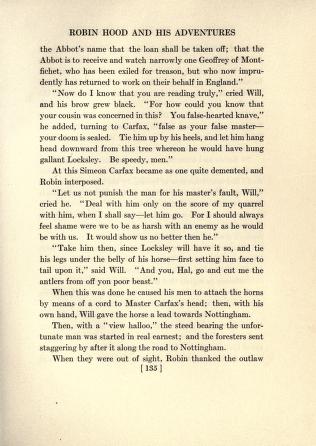 ROBIN HOOD AND HIS ADVENTURES
the Abbot's name that the loan shall be taken off; that the
Abbot is to receive and watch narrowly one Geoffrey of Mont-
fichet, who has been exiled for treason, but who now impru-
dently has returned to work on their behalf in England."
"Now do I know that you are reading truly," cried Will,
and his brow grew black. "For how could you know that
your cousin was concerned in this? You false-hearted knave,"
he added, turning to Carfax, "false as your false master—
your doom is sealed. Tie him up by his heels, and let him hang
head downward from this tree whereon he would have hung
gallant Locksley. Be speedy, men."
At this Simeon Carfax became as one quite demented, and
Robin interposed.
"Let us not punish the man for his master's fault, Will,"
cried he. "Deal with him only on the score of my quarrel
with him, when I shall say—let him go. For I should always
feel shame were we to be as harsh with an enemy as he would
be with us. It would show us no better then he."
"Take him then, since Locksley will have it so, and tie
his legs under the belly of his horse—first setting him face to
tail upon it," said Will. "And you, Hal, go and cut me the
antlers from off yon poor beast."
When this was done he caused his men to attach the horns
by means of a cord to Master Carfax's head; then, with his
own hand, Will gave the horse a lead towards Nottingham.
Then, with a "view halloo," the steed bearing the unfor-
tunate man was started in real earnest; and the foresters sent
staggering by after it along the road to Nottingham.
When they were out of sight, Robin thanked the outlaw
[ 135 ]